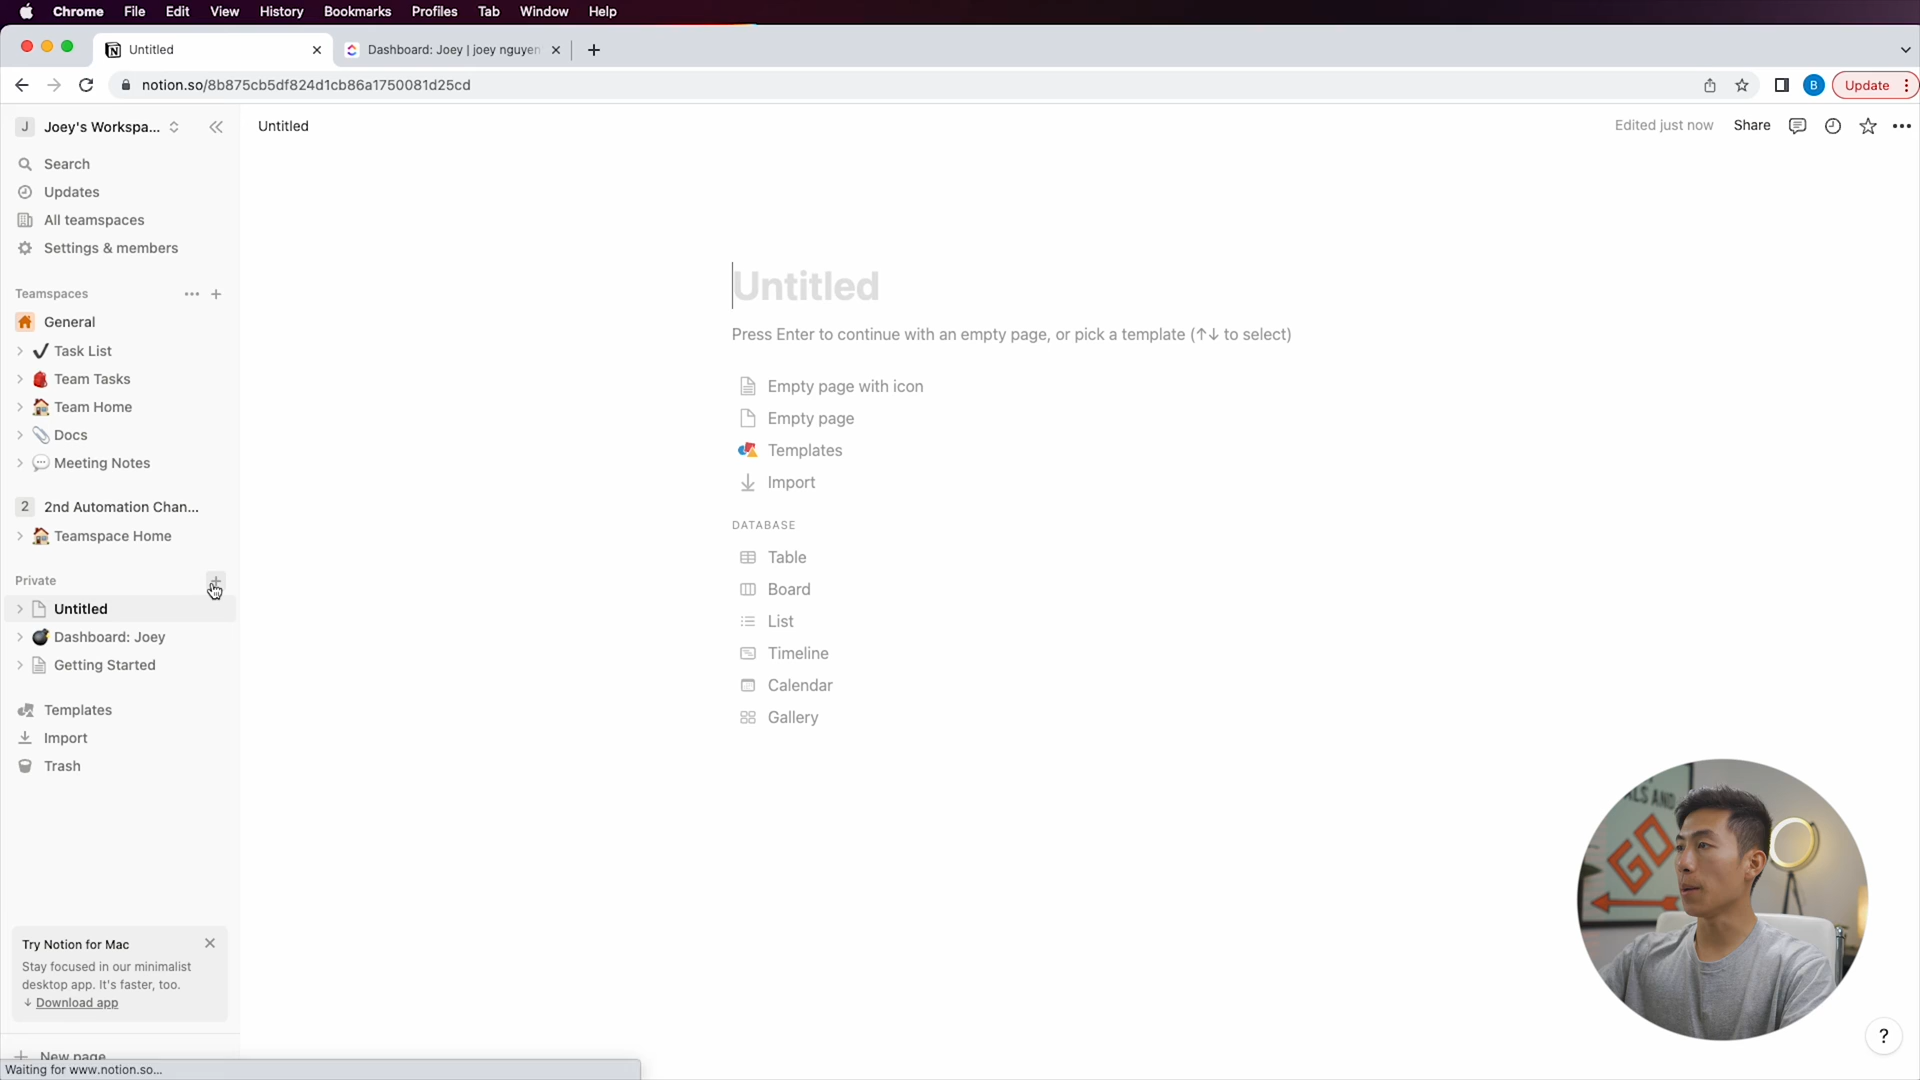 Chrome File Edit View History Bookmarks Profiles Tab Window Help
Untitled
Dashboard: Joey | joey nguyen
notion.so/8b875cb5df824d1cb86a1750081d25cd
B
Update
J Joey's Workspa...
Untitled
Edited just now
Share
Search
Updates
All teamspaces
Settings & members
Teamspaces
General
Task List
Team Tasks
Team Home
Docs
Meeting Notes
2 2nd Automation Chan...
Teamspace Home
Private
Untitled
Dashboard: Joey
Getting Started
Templates
Import
Trash
Try Notion for Mac
Stay focused in our minimalist
desktop app. It's faster, too.
↓ Download app
+ New page
Waiting for www.notion.so...
Untitled
Press Enter to continue with an empty page, or pick a template (↑↓ to select)
Empty page with icon
Empty page
Templates
Import
DATABASE
Table
Board
List
Timeline
Calendar
Gallery
ALS AND
GO
?